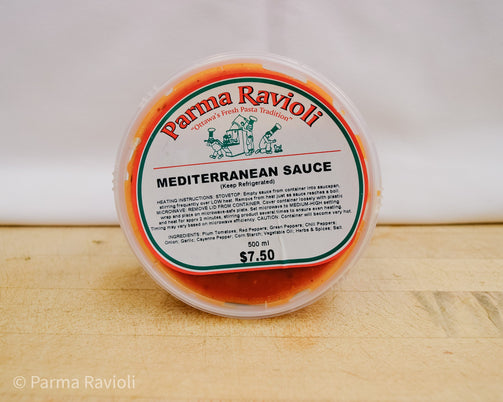 Parma Ravioli
"Ottawa's Fresh Pasta Tradition"
MEDITERRANEAN SAUCE
(Keep Refrigerated)
HEATING INSTRUCTIONS: STOVETOP: Empty sauce from container into saucepan,
stirring frequently over LOW heat. Remove from heat just as sauce reaches a boil.
MICROWAVE: REMOVE LID FROM CONTAINER. Cover container loosely with plastic
wrap and place on microwave-safe plate. Set microwave to MEDIUM-HIGH setting
and heat for approx 2 minutes, stirring product several times to ensure even heating
Timing may vary based on microwave efficiency. CAUTION: Container will become very hot.
INGREDIENTS: Plum Tomatoes, Red Peppers, Green Peppers, Chili Peppers,
Onion, Garlic, Cayenne Pepper, Corn Starch, Vegetable Oil, Herbs & Spices, Salt.
500 ml
$7.50
© Parma Ravioli